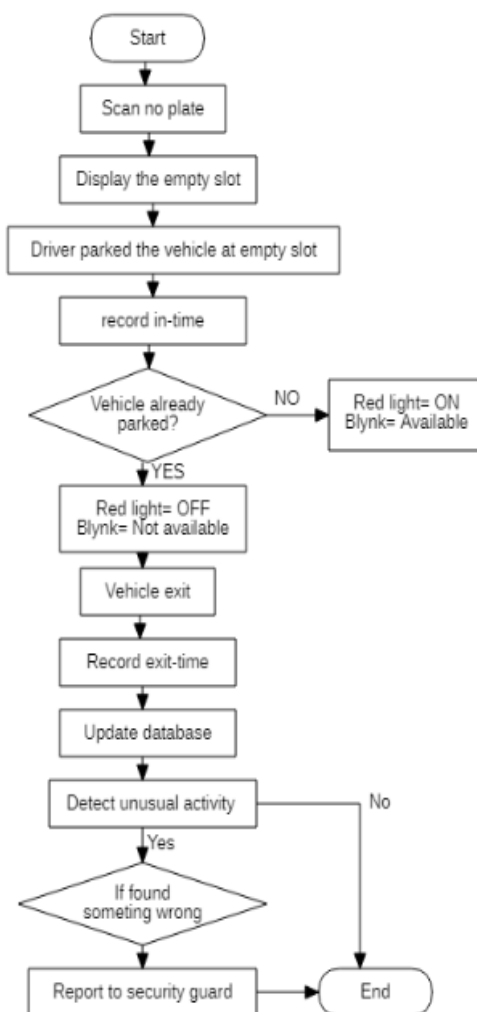 Start
Scan no plate
Display the empty slot
Driver parked the vehicle at empty slot
record in-time
Vehicle already
parked?
NO
Red light= ON
Blynk= Available
YES
Red light= OFF
Blynk= Not available
Vehicle exit
Record exit-time
Update database
Detect unusual activity
No
Yes
If found
someting wrong
Report to security guard
End